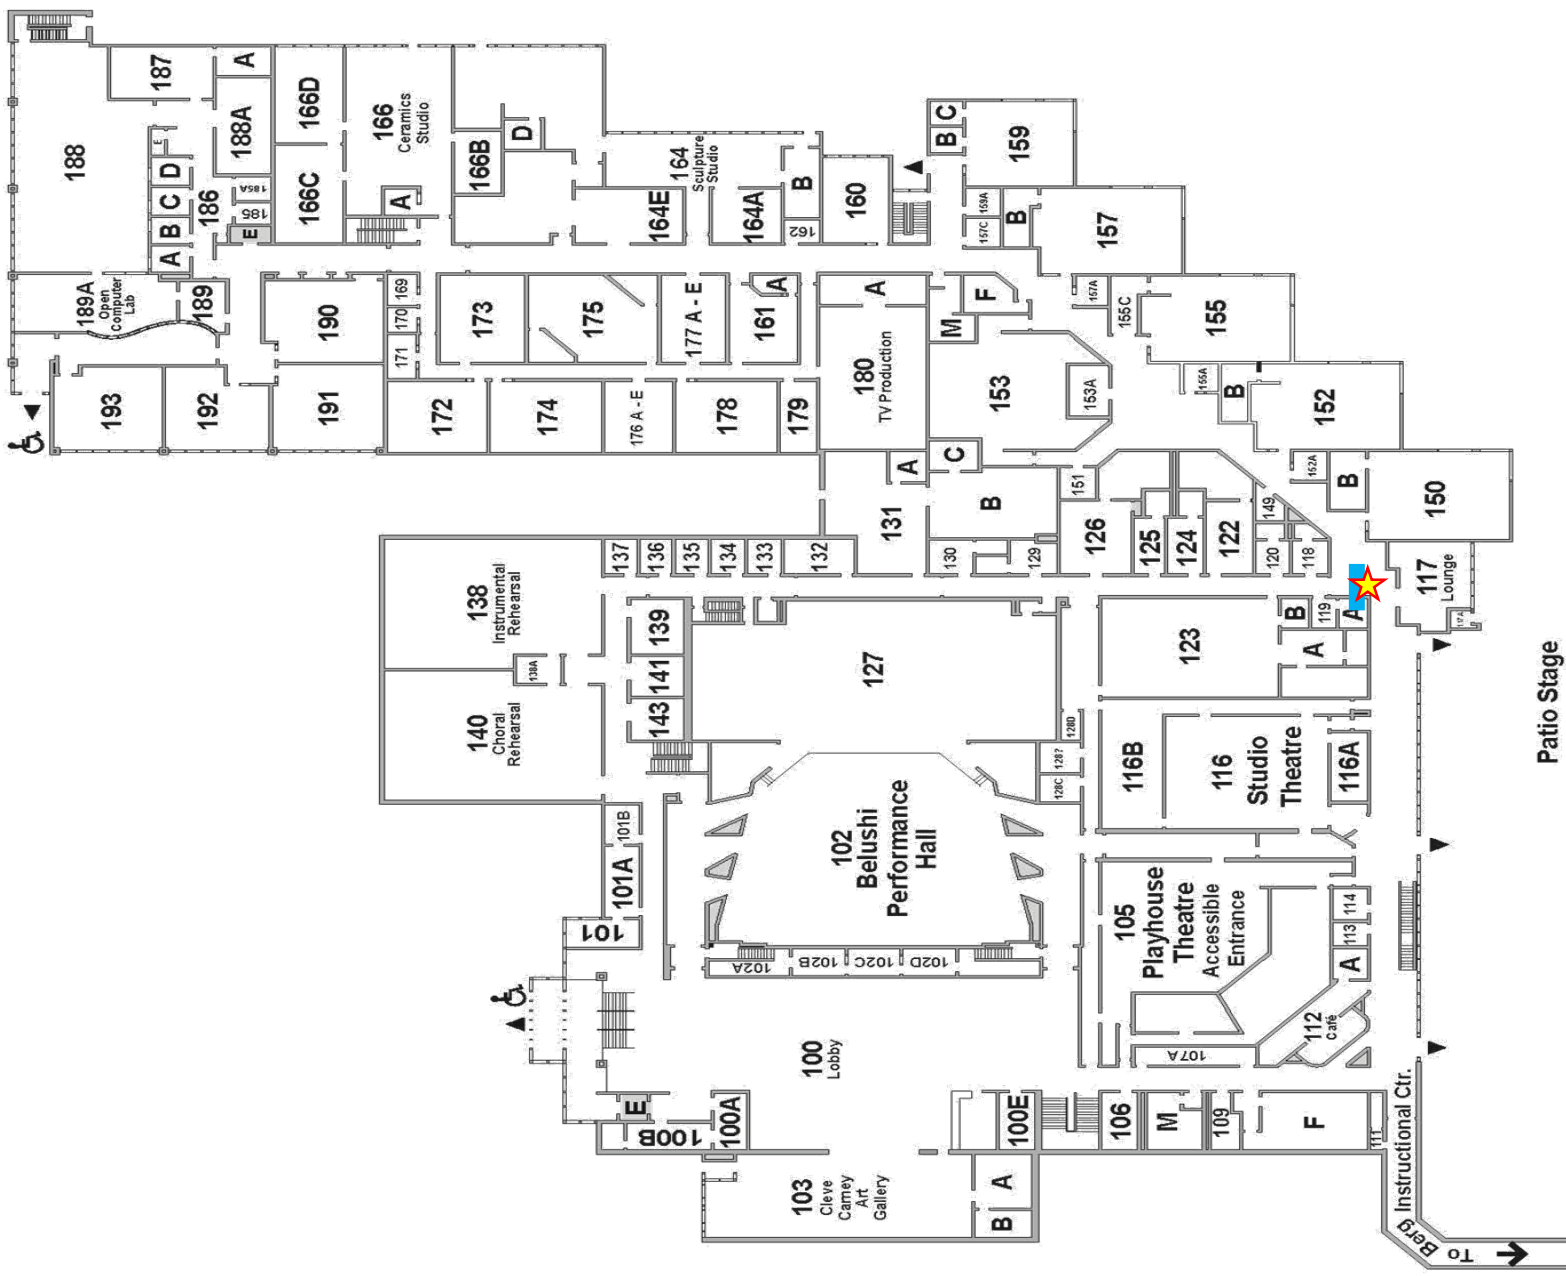 187
A
188
188A
166D
166
Ceramics
Studio
166C
166B
D
164
Sculpture
Studio
B
160
C
B
159
E
D
C
B
A
186
185A
185
E
A
164E
164A
162
159A
157C
B
157
189A
Open
Computer
Lab
189
190
169
170
171
173
175
177 A - E
161
A
A
F
M
157A
155C
155
193
192
191
172
174
176 A -E
178
179
180
TV Production
153
153A
155A
B
152
A
C
131
B
151
126
125
124
122
149
152A
B
150
138
Instrumental
Rehearsal
138A
137
136
135
134
133
132
130
129
120
118
117
Lounge
117A
139
141
143
127
123
B
119
A
A
140
Choral
Rehearsal
128D
128?
128C
116B
116
Studio
Theatre
116A
Patio Stage
101B
101A
101
102
Belushi
Performance
Hall
102A
102B
102C
102D
105
Playhouse
Theatre
Accessible
Entrance
114
113
A
112
Café
107A
100
Lobby
E
100B
100A
100E
106
M
109
F
111
103
Cleve
Carney
Art
Gallery
A
B
To
Berg Instructional Ctr.